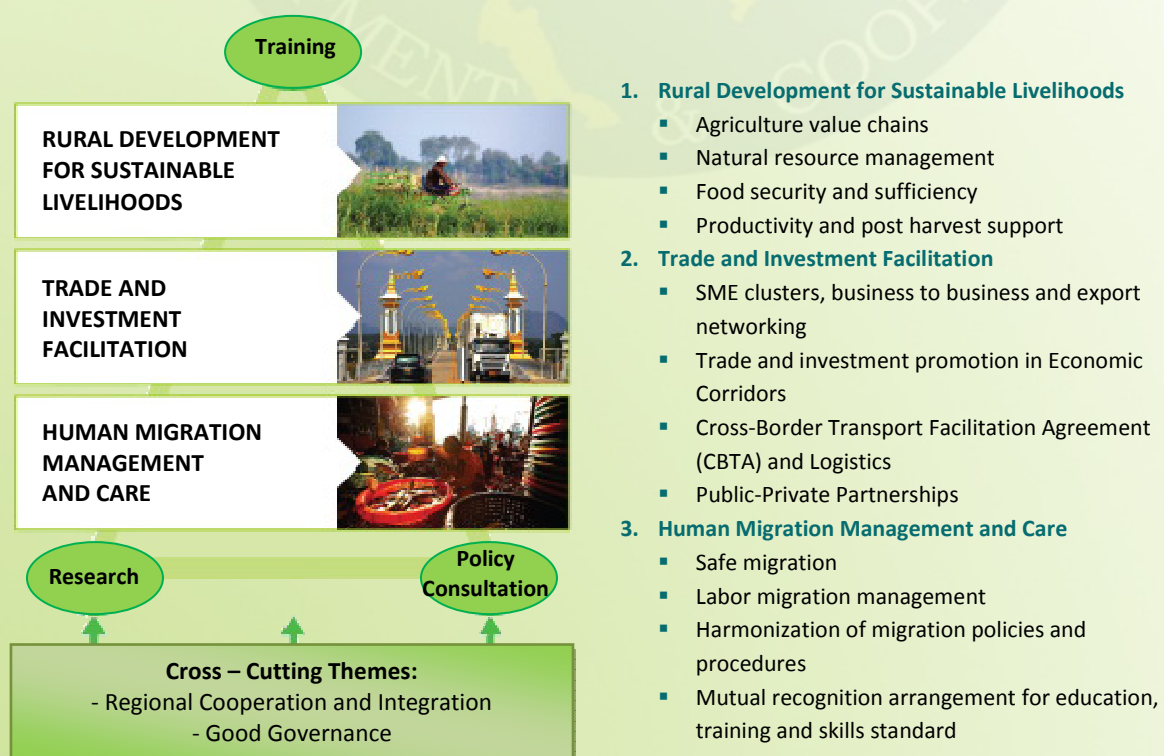 Training
RURAL DEVELOPMENT
FOR SUSTAINABLE
LIVELIHOODS
TRADE AND
INVESTMENT
FACILITATION
HUMAN MIGRATION
MANAGEMENT
AND CARE
Research
Policy
Consultation
Cross – Cutting Themes:
- Regional Cooperation and Integration
- Good Governance
1. Rural Development for Sustainable Livelihoods
▪ Agriculture value chains
▪ Natural resource management
▪ Food security and sufficiency
▪ Productivity and post harvest support
2. Trade and Investment Facilitation
▪ SME clusters, business to business and export
networking
▪ Trade and investment promotion in Economic
Corridors
▪ Cross-Border Transport Facilitation Agreement
(CBTA) and Logistics
▪ Public-Private Partnerships
3. Human Migration Management and Care
▪ Safe migration
▪ Labor migration management
▪ Harmonization of migration policies and
procedures
▪ Mutual recognition arrangement for education,
training and skills standard